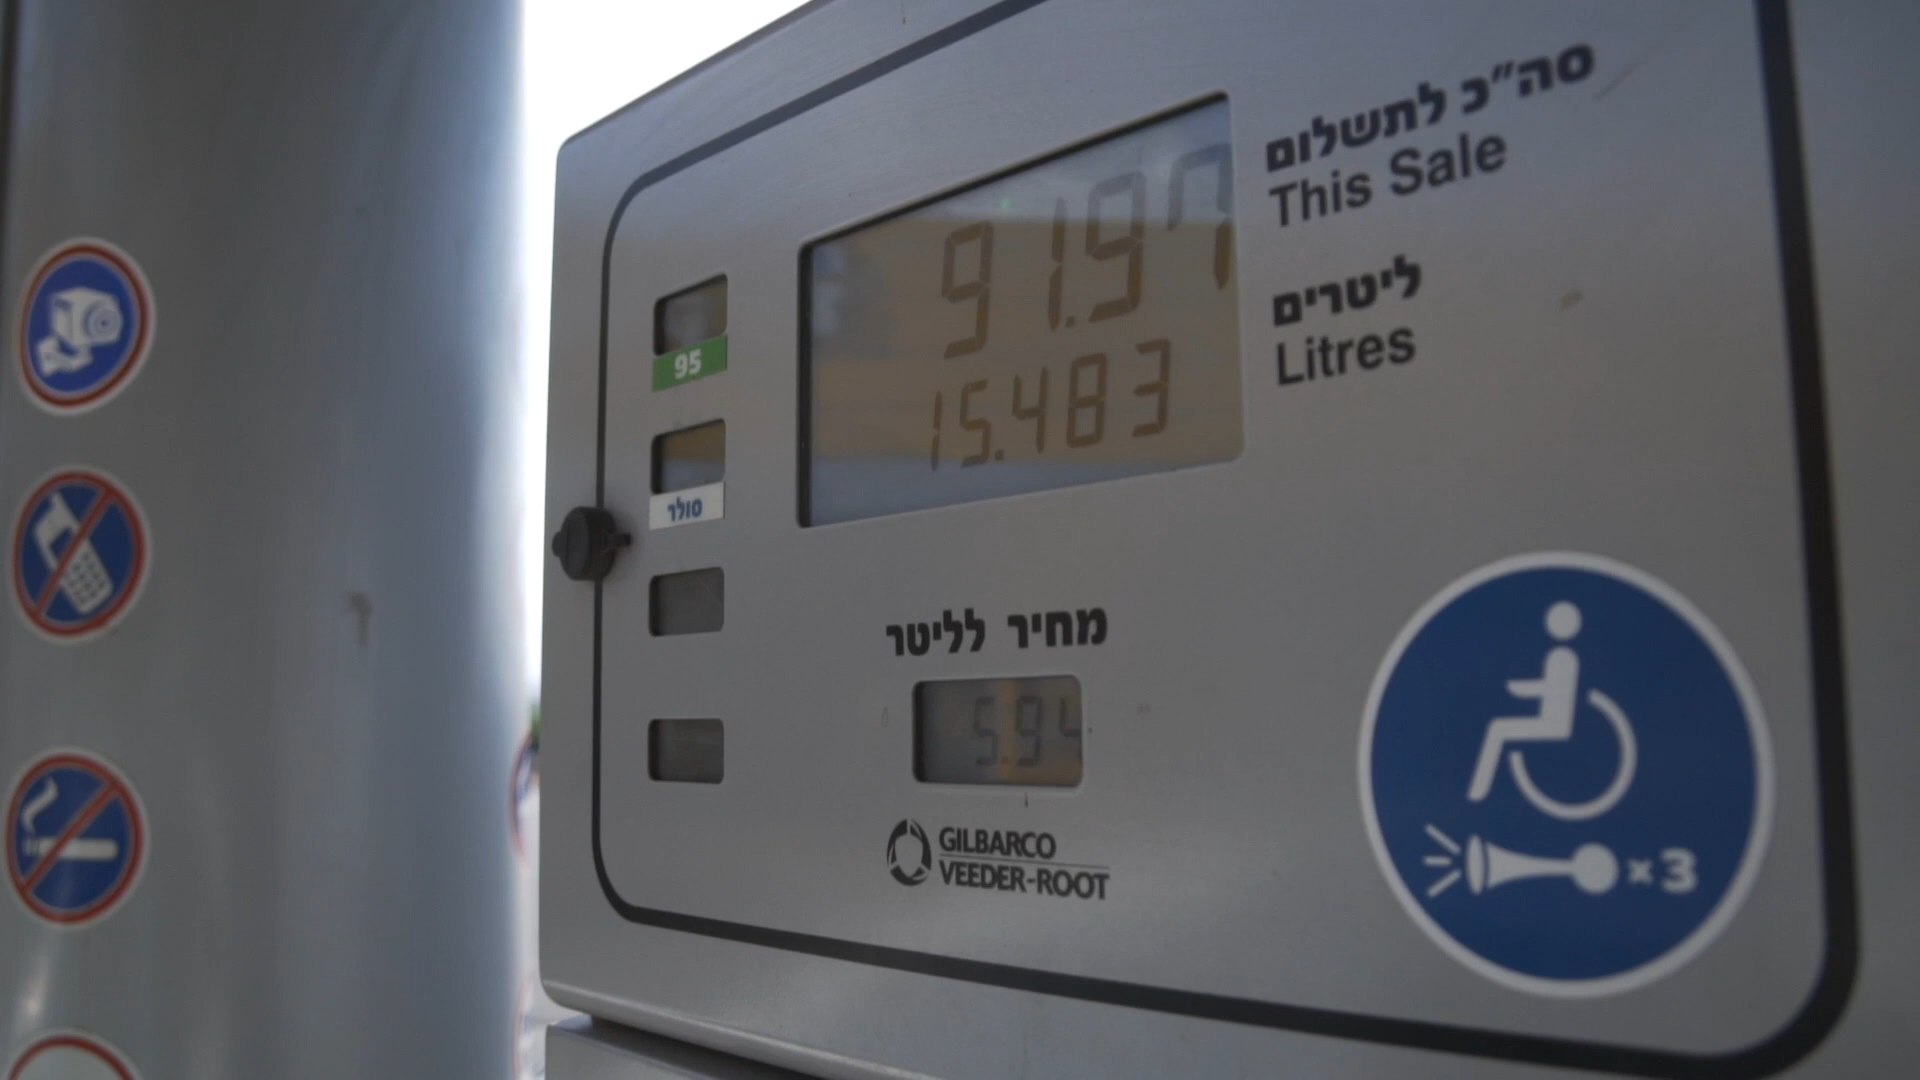 סה"כ לתשלום
This Sale
91.97
ליטרים
Litres
15.483
95
סולר
מחיר לליטר
5.94
GILBARCO
VEEDER-ROOT
×3